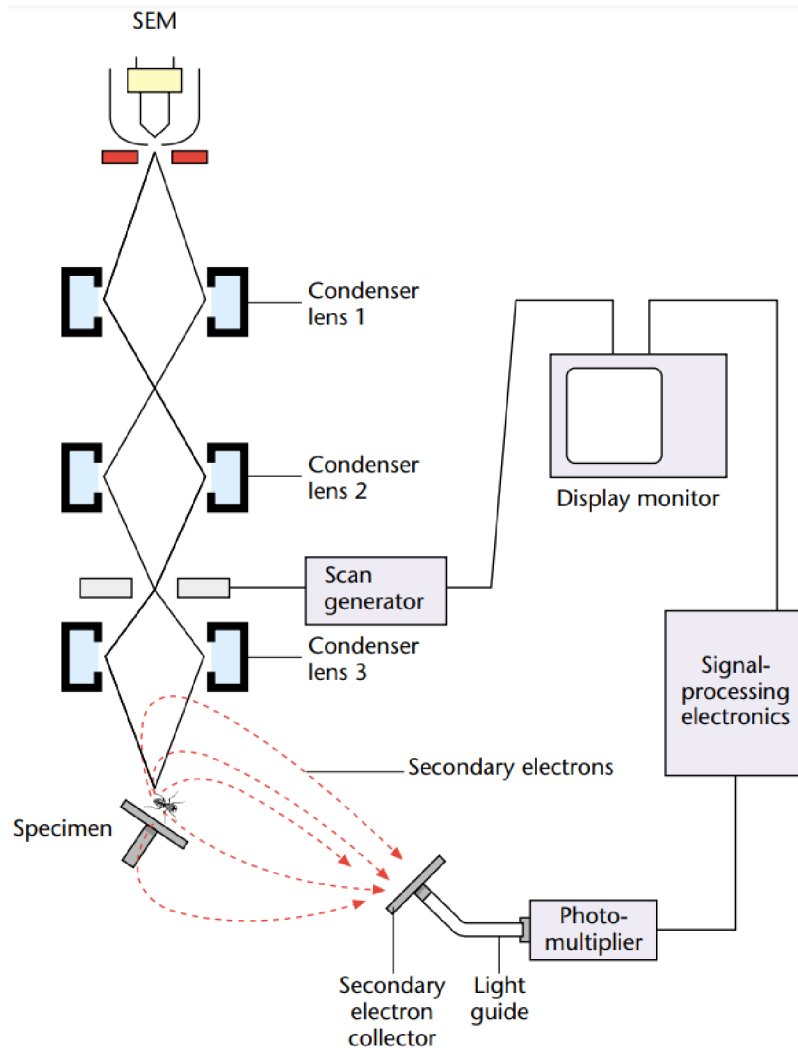 SEM
Condenser
lens 1
Condenser
lens 2
Display monitor
Scan
generator
Condenser
lens 3
Signal-
processing
electronics
Secondary electrons
Specimen
Photo-
multiplier
Secondary
electron
collector
Light
guide